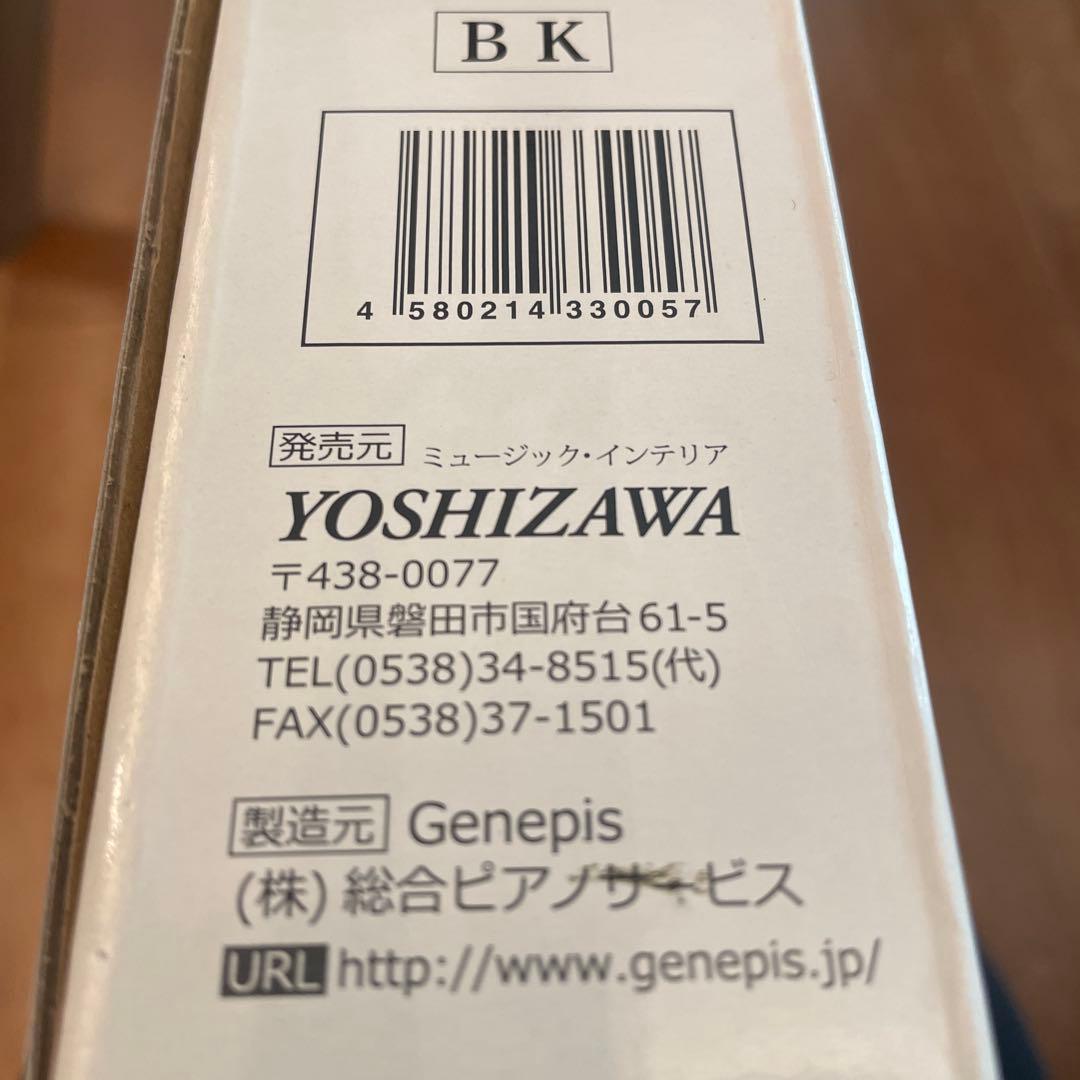 BK
4 580214 330057
発売元 ミュージック・インテリア
YOSHIZAWA
〒438-0077
静岡県磐田市国府台61-5
TEL(0538)34-8515(代)
FAX(0538)37-1501
製造元 Genepis
(株)総合ピアノサービス
URL http://www.genepis.jp/